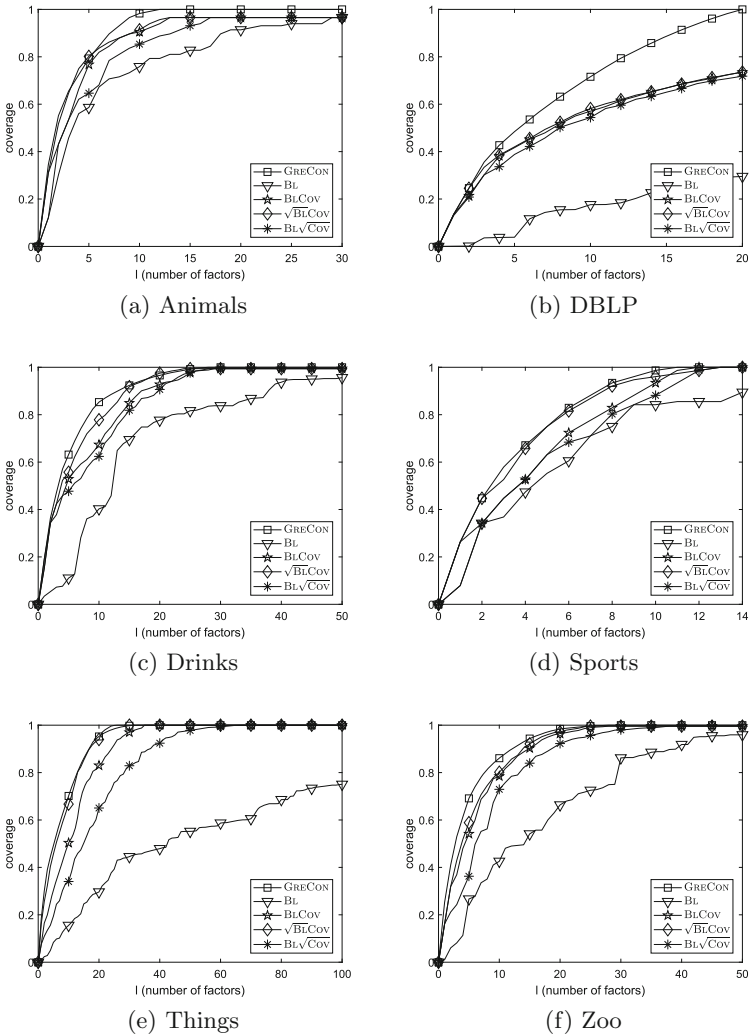 1
0.8
0.6
0.4
0.2
0
coverage
GRECON
BL
BLCOV
√BLCOV
BL√COV
0 5 10 15 20 25 30
l (number of factors)
(a) Animals
1
0.8
0.6
0.4
0.2
0
coverage
GRECON
BL
BLCOV
√BLCOV
BL√COV
0 5 10 15 20
l (number of factors)
(b) DBLP
1
0.8
0.6
0.4
0.2
0
coverage
GRECON
BL
BLCOV
√BLCOV
BL√COV
0 10 20 30 40 50
l (number of factors)
(c) Drinks
1
0.8
0.6
0.4
0.2
0
coverage
GRECON
BL
BLCOV
√BLCOV
BL√COV
0 2 4 6 8 10 12 14
l (number of factors)
(d) Sports
1
0.8
0.6
0.4
0.2
0
coverage
GRECON
BL
BLCOV
√BLCOV
BL√COV
0 20 40 60 80 100
l (number of factors)
(e) Things
1
0.8
0.6
0.4
0.2
0
coverage
GRECON
BL
BLCOV
√BLCOV
BL√COV
0 10 20 30 40 50
l (number of factors)
(f) Zoo